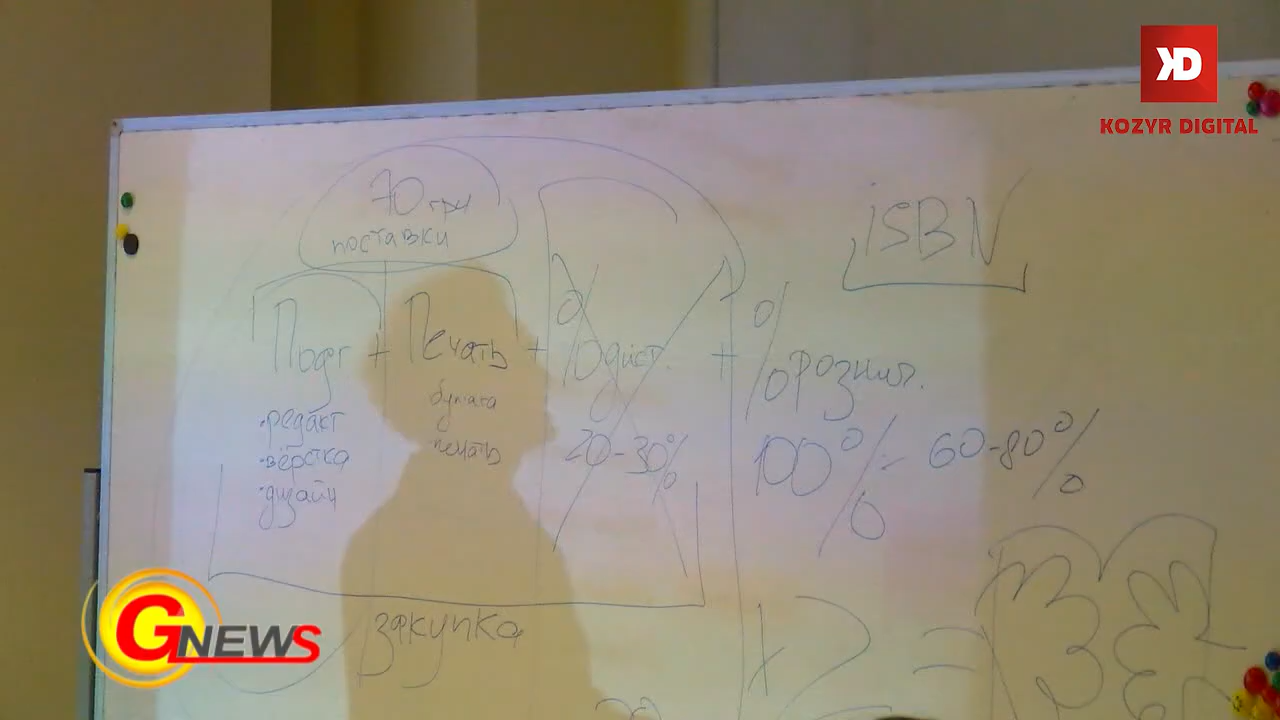 KD
KOZYR DIGITAL
70 грн
поставки
iSBN
Подг + Печать + % дист. + % розниц.
редакт
вёрстка
дизайн
бумага
печать
20-30%
100% - 60-80%
закупка
GNEWS